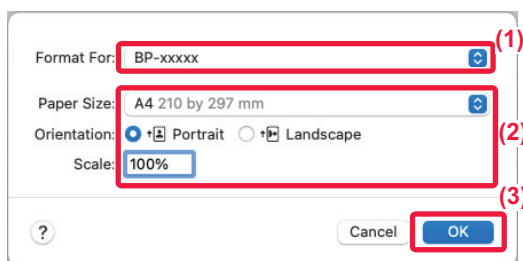 (1)
Format For: BP-xxxxx
Paper Size: A4 210 by 297 mm
Orientation: Portrait Landscape
(2)
Scale: 100%
(3)
? Cancel OK